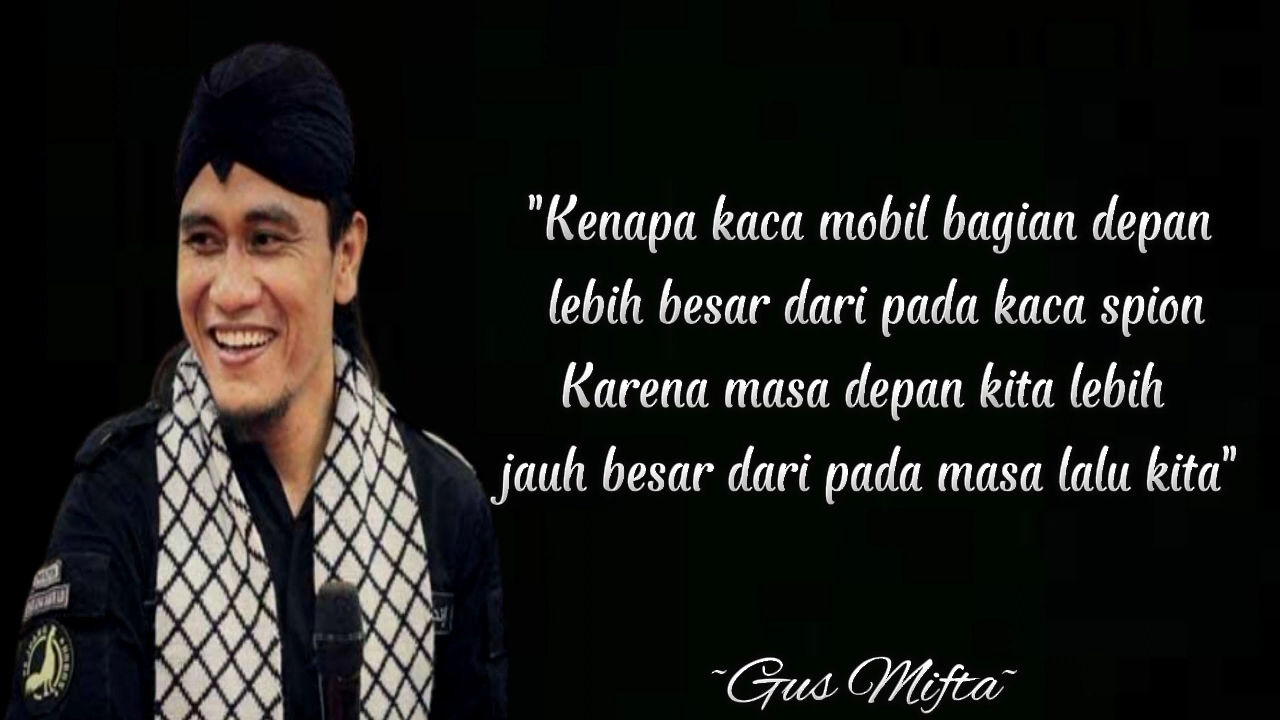 "Kenapa kaca mobil bagian depan
lebih besar dari pada kaca spion
Karena masa depan kita lebih
jauh besar dari pada masa lalu kita"
~Gus Mifta~